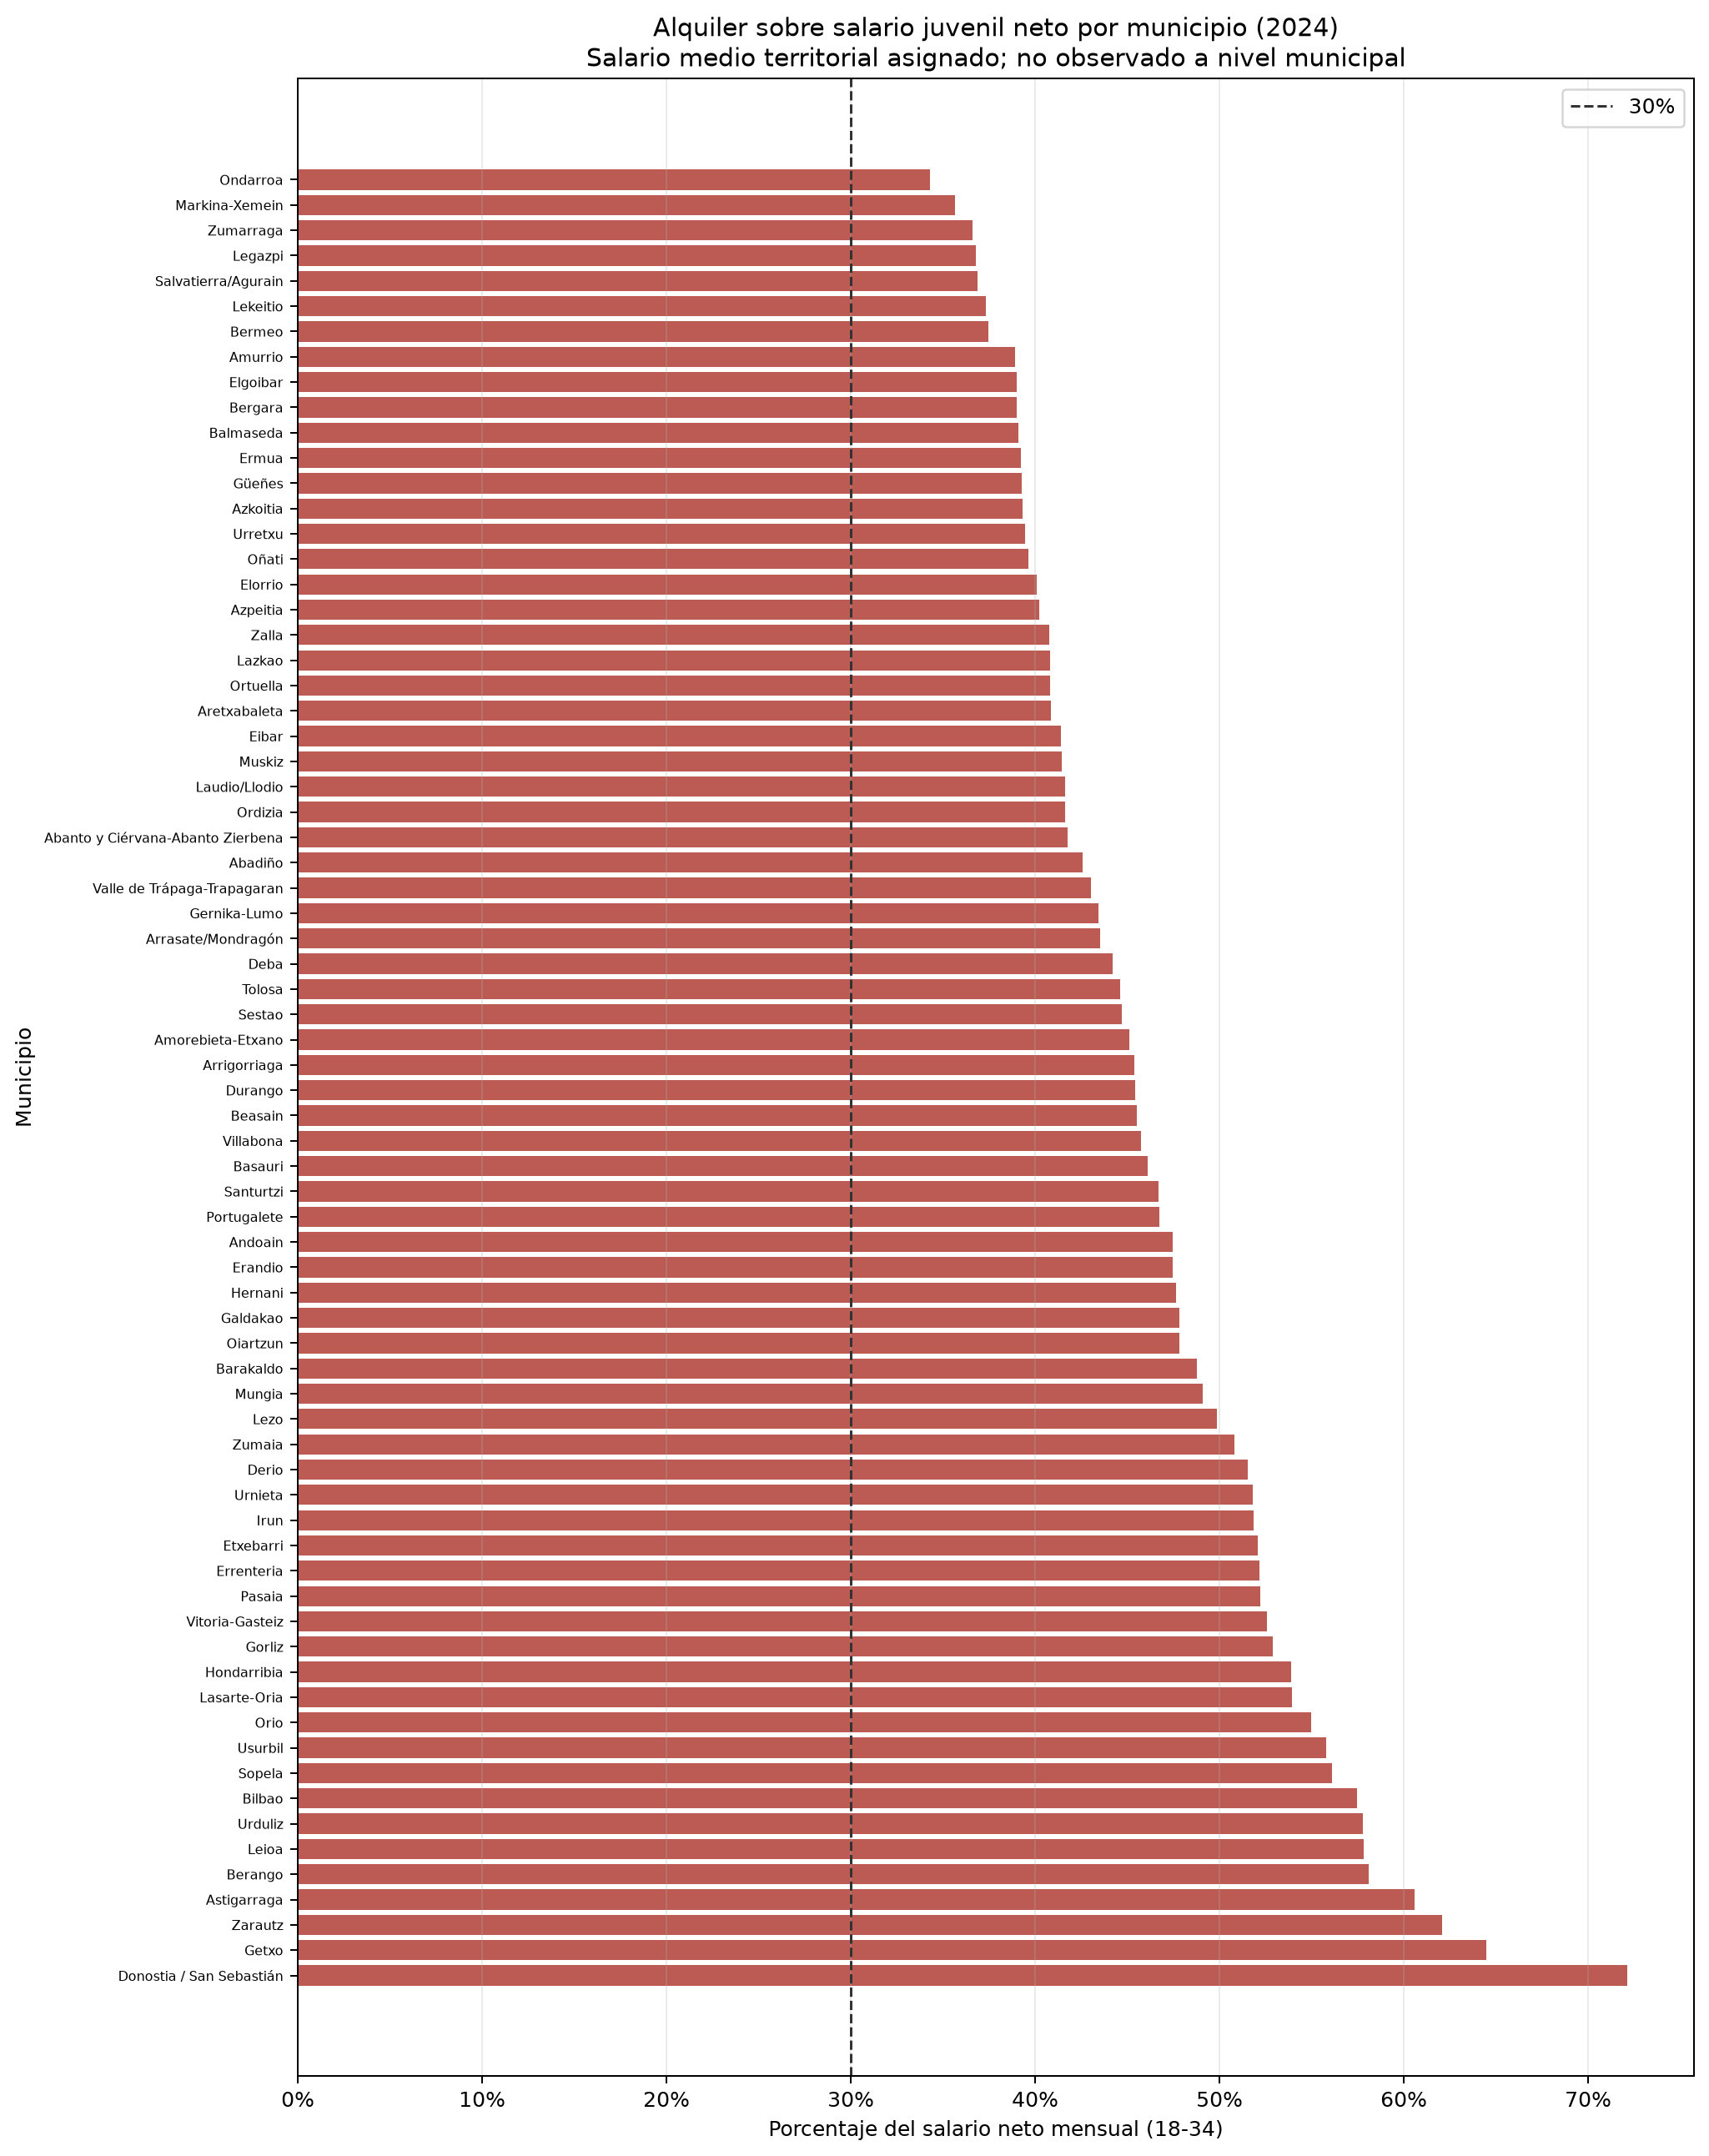 Alquiler sobre salario juvenil neto por municipio (2024)
Salario medio territorial asignado; no observado a nivel municipal
30%
Municipio
Ondarroa
Markina-Xemein
Zumarraga
Legazpi
Salvatierra/Agurain
Lekeitio
Bermeo
Amurrio
Elgoibar
Bergara
Balmaseda
Ermua
Güeñes
Azkoitia
Urretxu
Oñati
Elorrio
Azpeitia
Zalla
Lazkao
Ortuella
Aretxabaleta
Eibar
Muskiz
Laudio/Llodio
Ordizia
Abanto y Ciérvana-Abanto Zierbena
Abadiño
Valle de Trápaga-Trapagaran
Gernika-Lumo
Arrasate/Mondragón
Deba
Tolosa
Sestao
Amorebieta-Etxano
Arrigorriaga
Durango
Beasain
Villabona
Basauri
Santurtzi
Portugalete
Andoain
Erandio
Hernani
Galdakao
Oiartzun
Barakaldo
Mungia
Lezo
Zumaia
Derio
Urnieta
Irun
Etxebarri
Errenteria
Pasaia
Vitoria-Gasteiz
Gorliz
Hondarribia
Lasarte-Oria
Orio
Usurbil
Sopela
Bilbao
Urduliz
Leioa
Berango
Astigarraga
Zarautz
Getxo
Donostia / San Sebastián
0% 10% 20% 30% 40% 50% 60% 70%
Porcentaje del salario neto mensual (18-34)